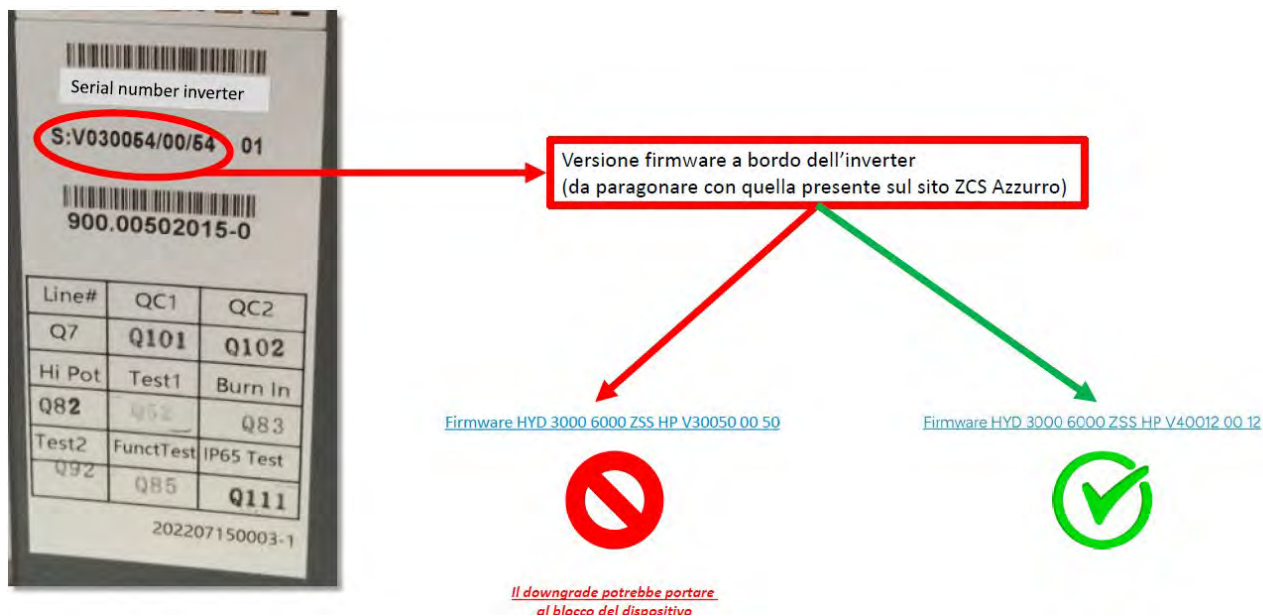 Serial number inverter
S:V030054/00/54 01
900.00502015-0
Line# QC1 QC2
Q7 Q101 Q102
Hi Pot Test1 Burn In
Q82 Q52 Q83
Test2 FunctTest IP65 Test
Q92 Q85 Q111
202207150003-1
Versione firmware a bordo dell'inverter
(da paragonare con quella presente sul sito ZCS Azzurro)
Firmware HYD 3000 6000 ZSS HP V30050 00 50
Firmware HYD 3000 6000 ZSS HP V40012 00 12
Il downgrade potrebbe portare
al blocco del dispositivo